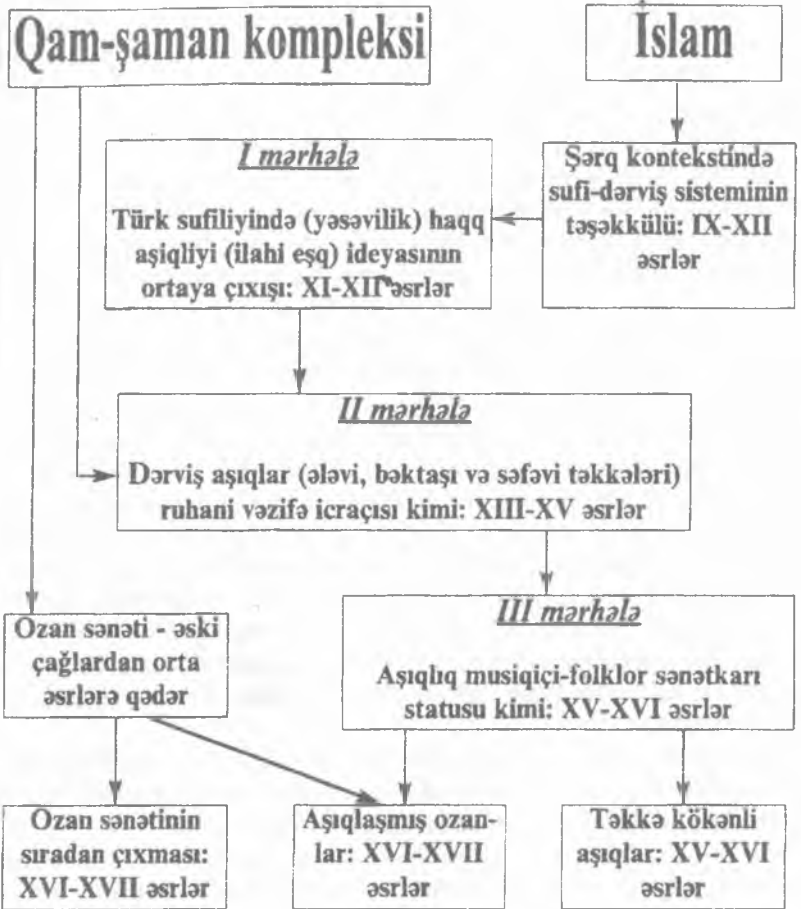 Qam-şaman kompleksi
İslam
I mərhələ
Türk sufiliyində (yəsəvilik) haqq
aşiqliyi (ilahi eşq) ideyasının
ortaya çıxışı: XI-XII əsrlər
Şərq kontekstində
sufi-dərviş sisteminin
təşəkkülü: IX-XII
əsrlər
II mərhələ
Dərviş aşıqlar (ələvi, bəktaşı və səfəvi təkkələri)
ruhani vəzifə icraçısı kimi: XIII-XV əsrlər
Ozan sənəti - əski
çağlardan orta
əsrlərə qədər
III mərhələ
Aşıqlıq musiqiçi-folklor sənətkarı
statusu kimi: XV-XVI əsrlər
Ozan sənətinin
sıradan çıxması:
XVI-XVII əsrlər
Aşıqlaşmış ozan-
lar: XVI-XVII
əsrlər
Təkkə kökənli
aşıqlar: XV-XVI
əsrlər